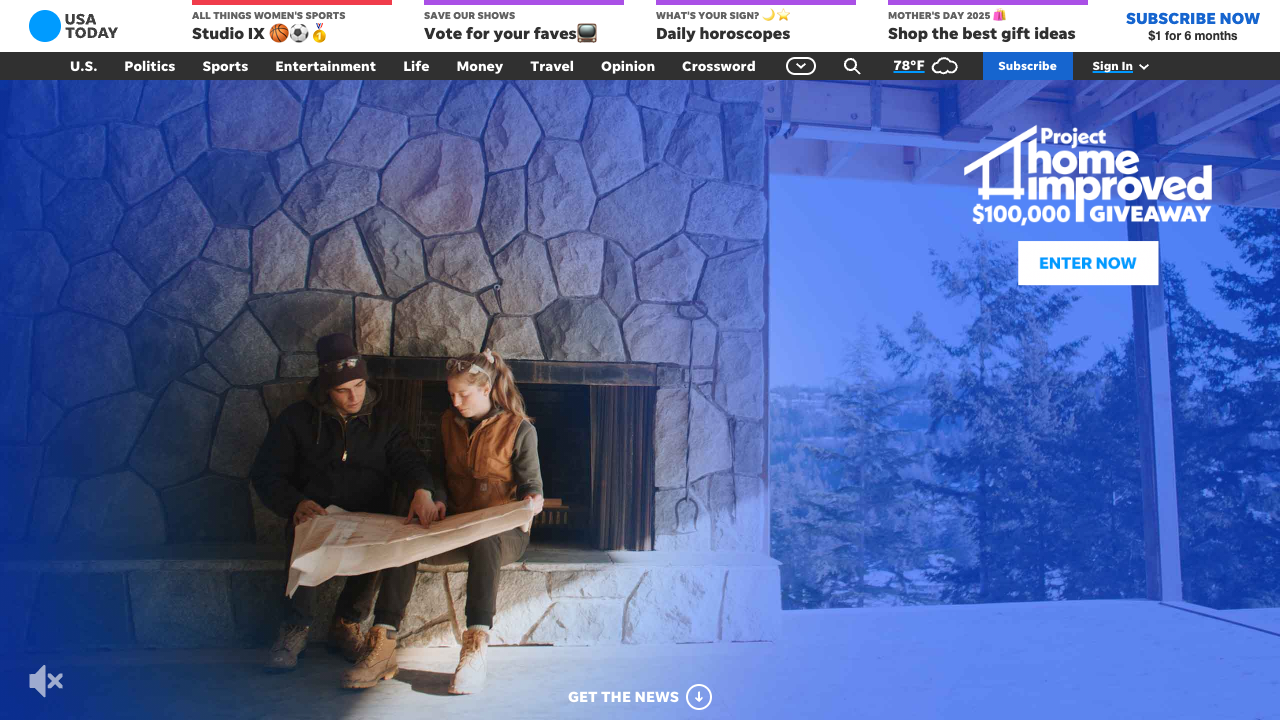 USA
TODAY
ALL THINGS WOMEN'S SPORTS
Studio IX 🏀⚽🏅
SAVE OUR SHOWS
Vote for your faves📺
WHAT'S YOUR SIGN? 🌙⭐
Daily horoscopes
MOTHER'S DAY 2025 🛍️
Shop the best gift ideas
SUBSCRIBE NOW
$1 for 6 months
U.S. Politics Sports Entertainment Life Money Travel Opinion Crossword 78°F Subscribe Sign In
Project
home
improved
$100,000 GIVEAWAY
ENTER NOW
GET THE NEWS